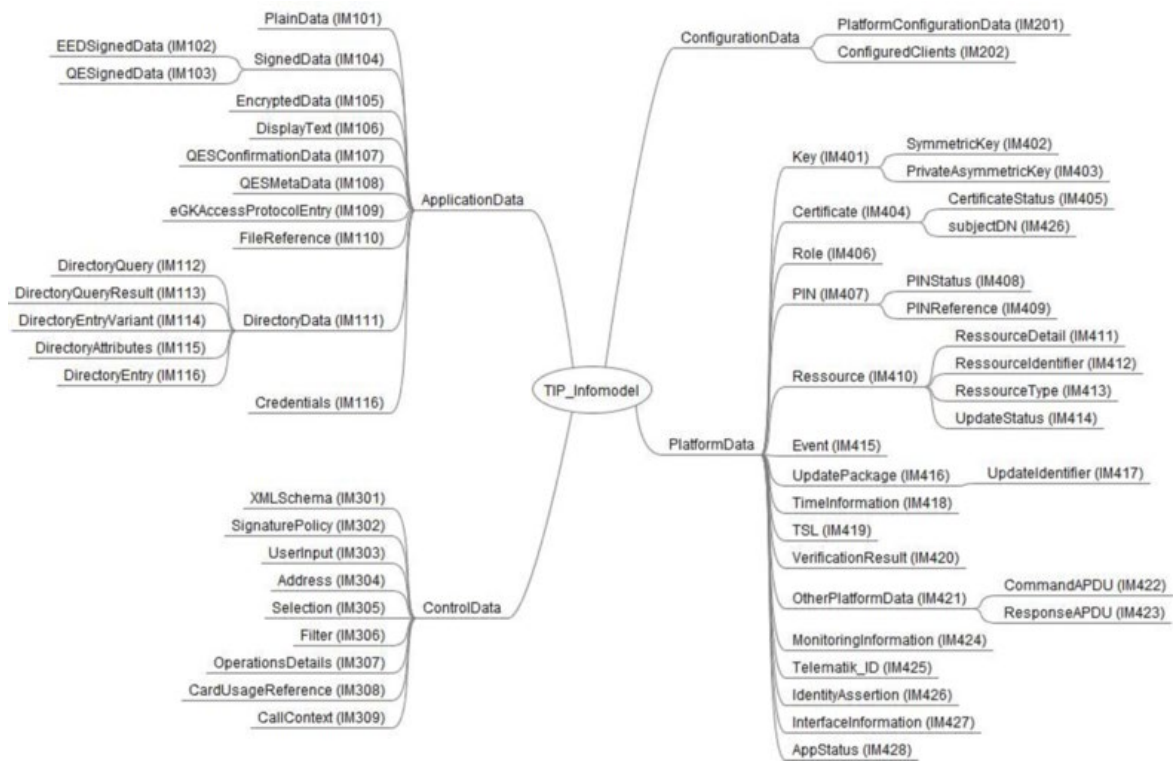 PlainData (IM101)
EEDSignedData (IM102)
QESignedData (IM103)
SignedData (IM104)
EncryptedData (IM105)
DisplayText (IM106)
QESConfirmationData (IM107)
QESMetaData (IM108)
eGKAccessProtocolEntry (IM109)
FileReference (IM110)
ApplicationData
DirectoryQuery (IM112)
DirectoryQueryResult (IM113)
DirectoryEntryVariant (IM114)
DirectoryAttributes (IM115)
DirectoryEntry (IM116)
DirectoryData (IM111)
Credentials (IM116)
TIP_Infomodel
XMLSchema (IM301)
SignaturePolicy (IM302)
UserInput (IM303)
Address (IM304)
Selection (IM305)
Filter (IM306)
OperationsDetails (IM307)
CardUsageReference (IM308)
CallContext (IM309)
ControlData
ConfigurationData
PlatformConfigurationData (IM201)
ConfiguredClients (IM202)
PlatformData
Key (IM401)
SymmetricKey (IM402)
PrivateAsymmetricKey (IM403)
Certificate (IM404)
CertificateStatus (IM405)
subjectDN (IM426)
Role (IM406)
PIN (IM407)
PINStatus (IM408)
PINReference (IM409)
Ressource (IM410)
RessourceDetail (IM411)
RessourceIdentifier (IM412)
RessourceType (IM413)
UpdateStatus (IM414)
Event (IM415)
UpdatePackage (IM416)
UpdateIdentifier (IM417)
TimeInformation (IM418)
TSL (IM419)
VerificationResult (IM420)
OtherPlatformData (IM421)
CommandAPDU (IM422)
ResponseAPDU (IM423)
MonitoringInformation (IM424)
Telematik_ID (IM425)
IdentityAssertion (IM426)
InterfaceInformation (IM427)
AppStatus (IM428)